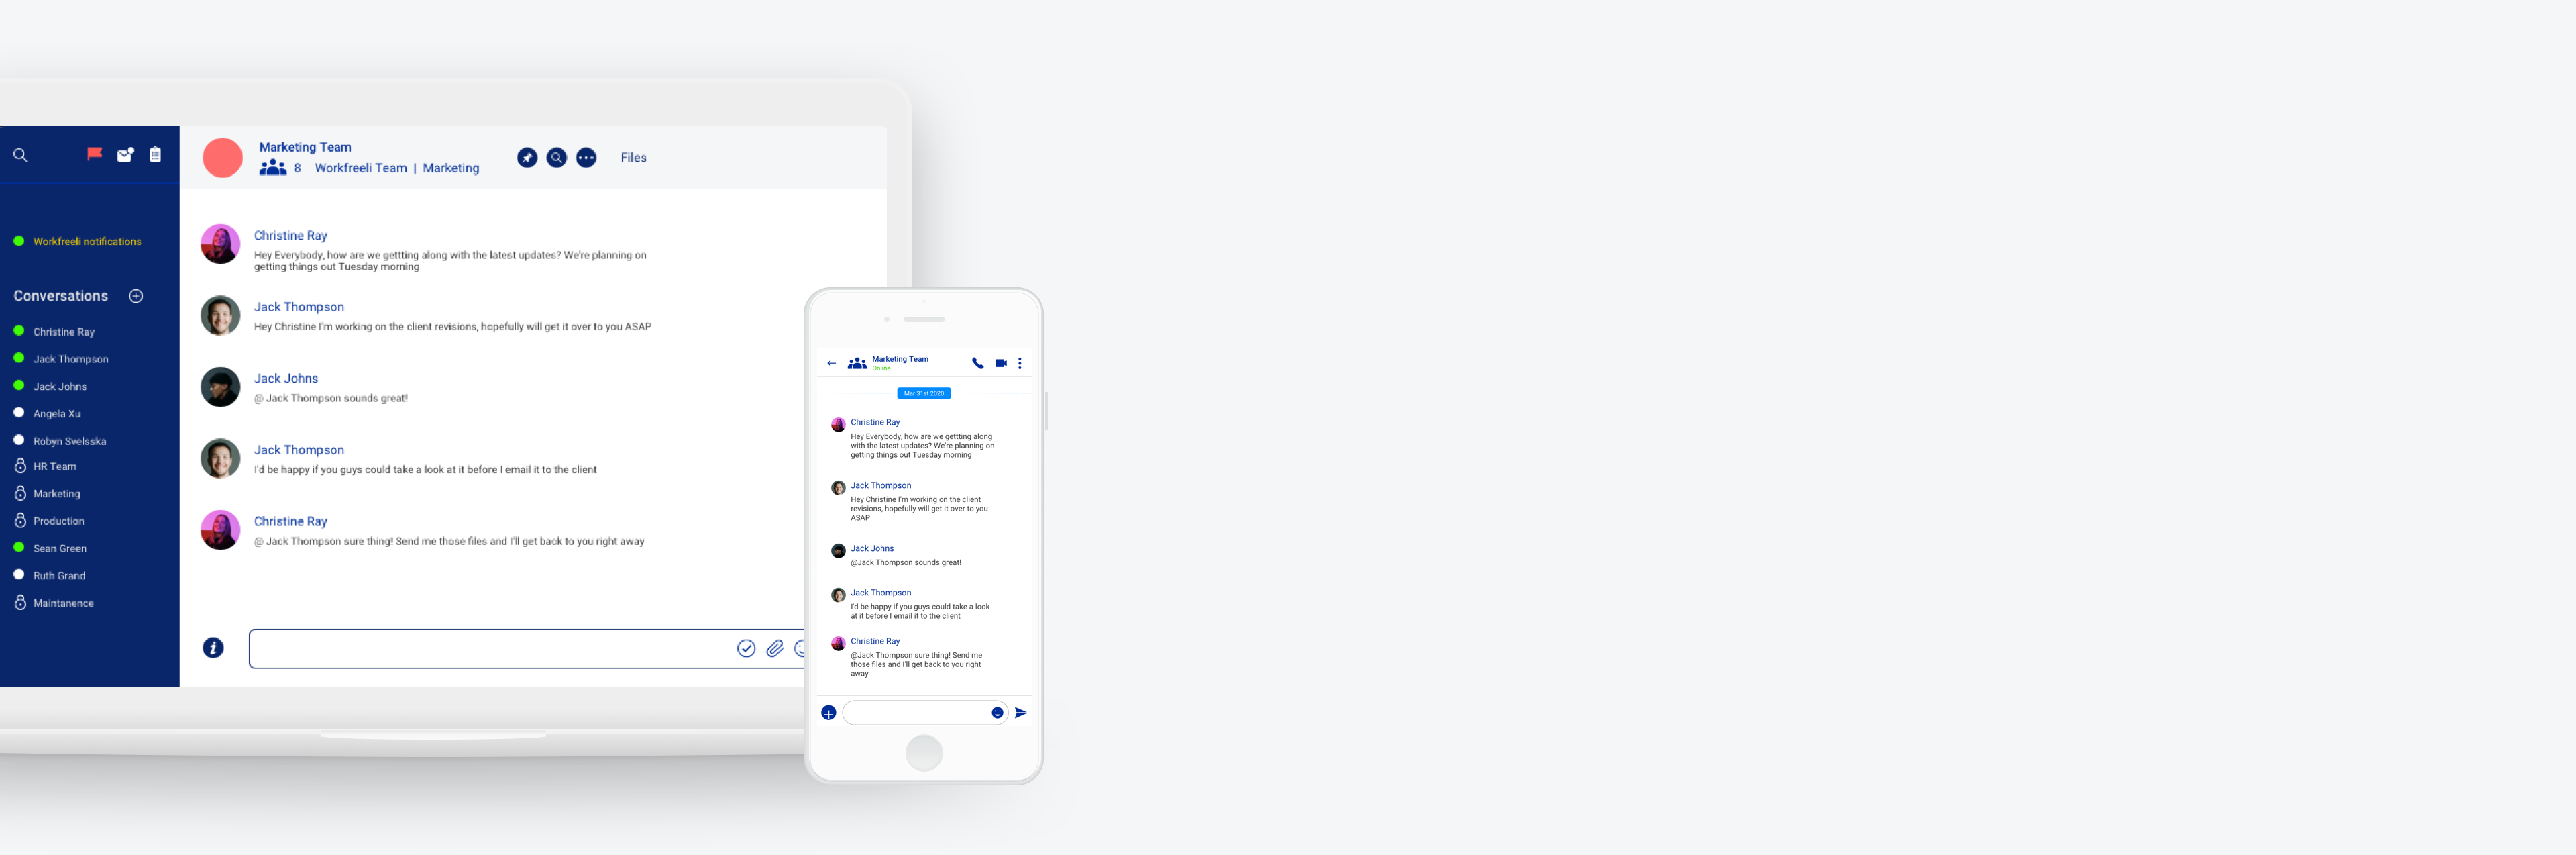 Workfreeli notifications
Conversations
Christine Ray
Jack Thompson
Jack Johns
Angela Xu
Robyn Svelsska
HR Team
Marketing
Production
Sean Green
Ruth Grand
Maintanence
Marketing Team
8 Workfreeli Team | Marketing
Files
Christine Ray
Hey Everybody, how are we gettting along with the latest updates? We're planning on
getting things out Tuesday morning
Jack Thompson
Hey Christine I'm working on the client revisions, hopefully will get it over to you ASAP
Jack Johns
@ Jack Thompson sounds great!
Jack Thompson
I'd be happy if you guys could take a look at it before I email it to the client
Christine Ray
@ Jack Thompson sure thing! Send me those files and I'll get back to you right away
Marketing Team
Online
Mar 31st 2020
Christine Ray
Hey Everybody, how are we gettting along
with the latest updates? We're planning on
getting things out Tuesday morning
Jack Thompson
Hey Christine I'm working on the client
revisions, hopefully will get it over to you
ASAP
Jack Johns
@Jack Thompson sounds great!
Jack Thompson
I'd be happy if you guys could take a look
at it before I email it to the client
Christine Ray
@Jack Thompson sure thing! Send me
those files and I'll get back to you right
away